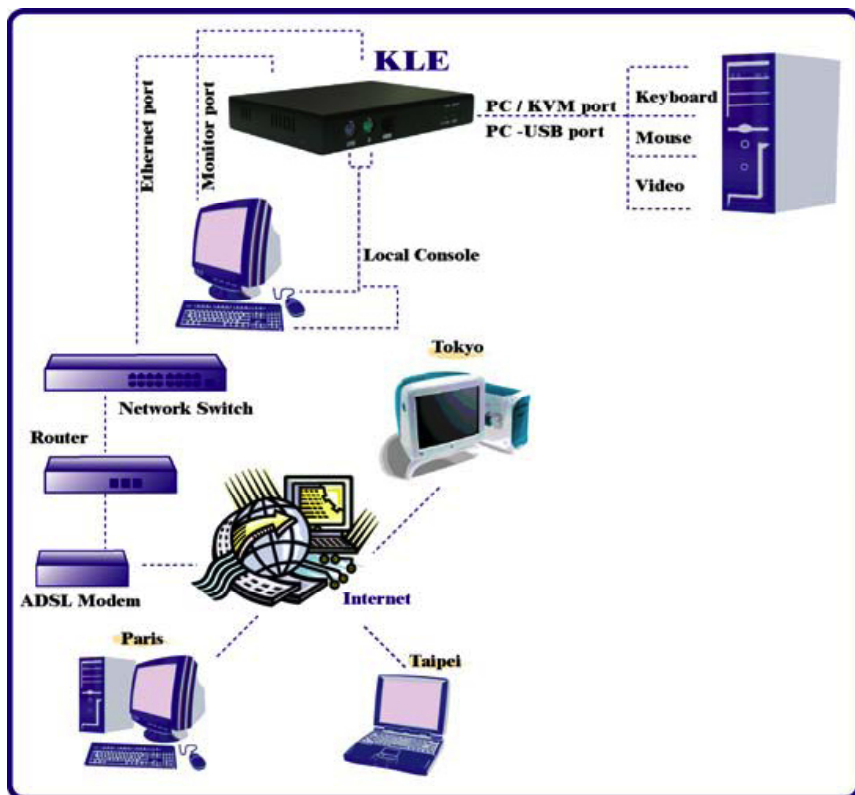 KLE
Ethernet port
Monitor port
PC / KVM port
PC -USB port
Keyboard
Mouse
Video
Local Console
Tokyo
Network Switch
Router
ADSL Modem
Internet
Paris
Taipei